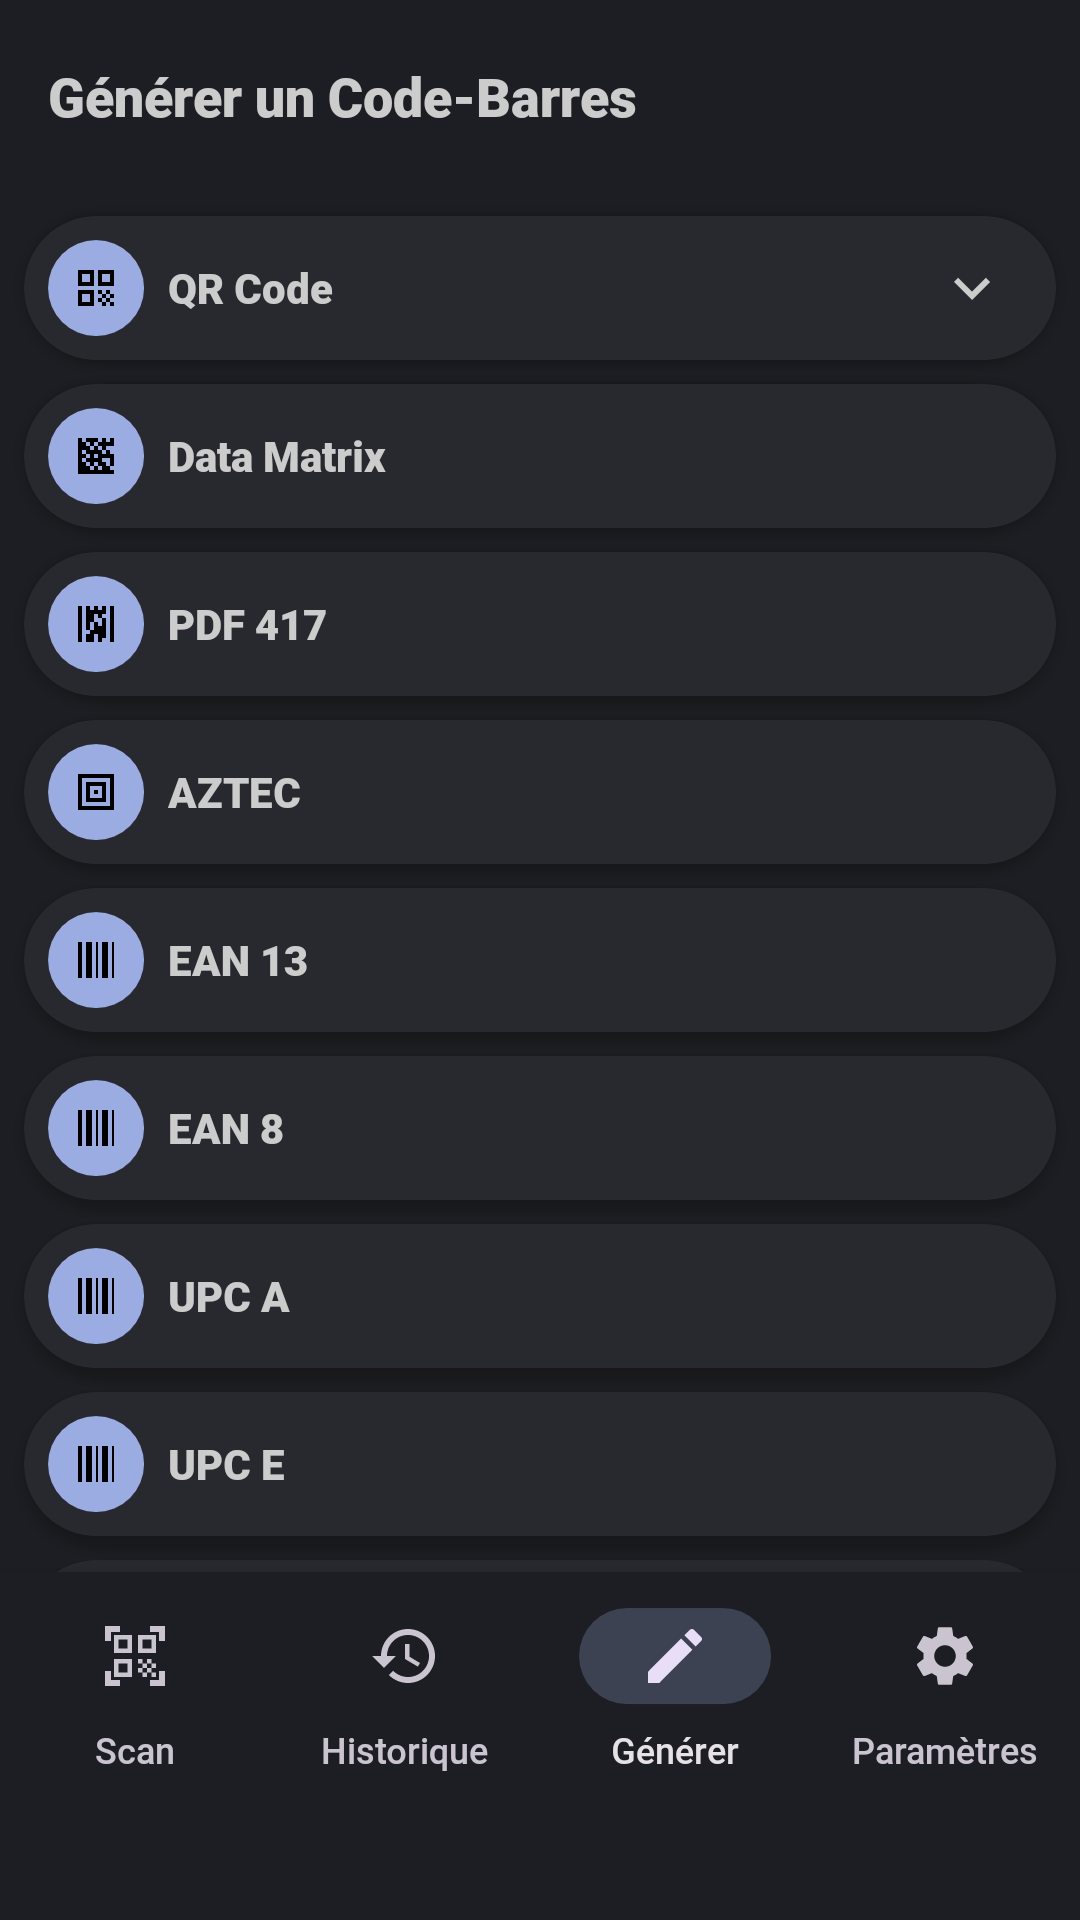 Générer un Code-Barres
QR Code
Data Matrix
PDF 417
AZTEC
EAN 13
EAN 8
UPC A
UPC E
Scan
Historique
Générer
Paramètres